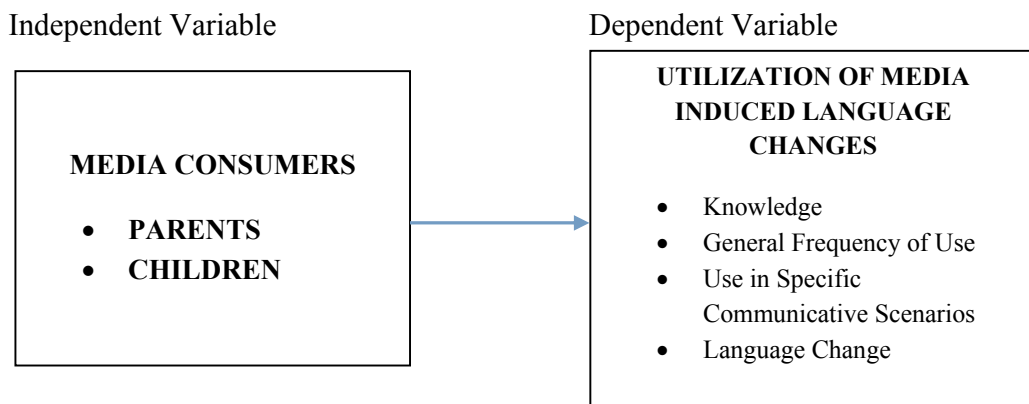 Independent Variable
Dependent Variable
MEDIA CONSUMERS
• PARENTS
• CHILDREN
UTILIZATION OF MEDIA
INDUCED LANGUAGE
CHANGES
• Knowledge
• General Frequency of Use
• Use in Specific
Communicative Scenarios
• Language Change